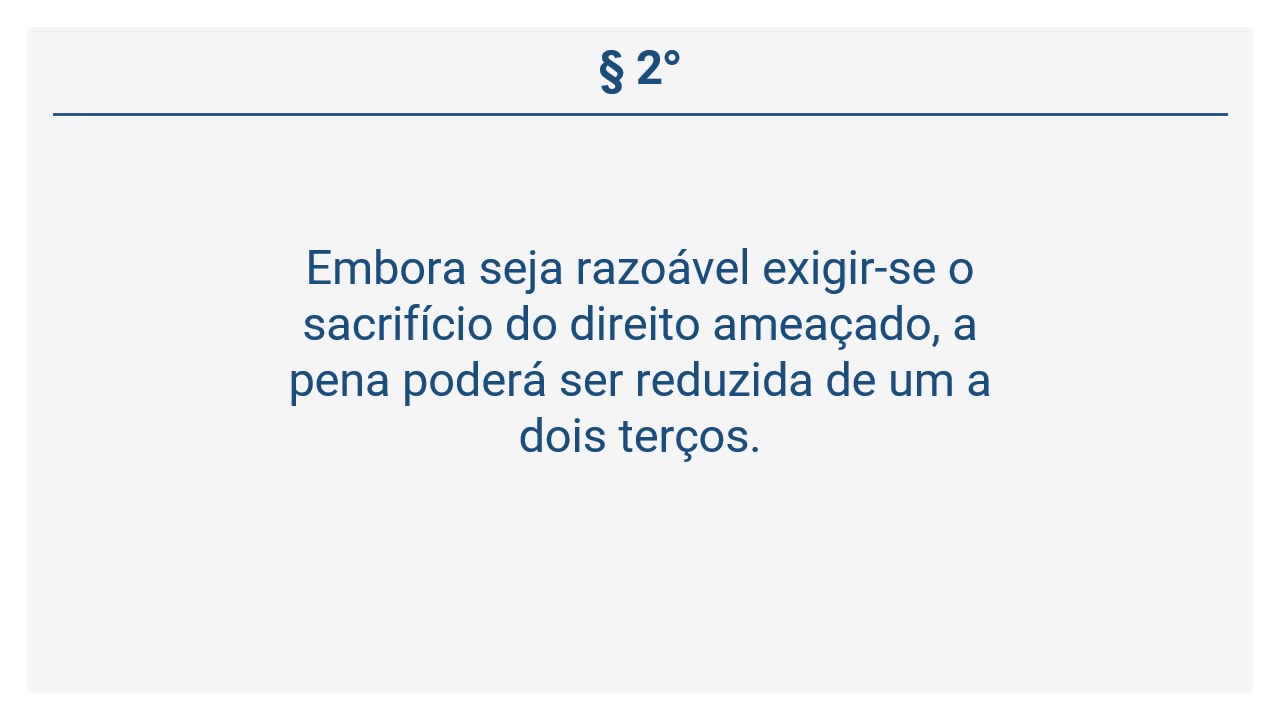 § 2°
Embora seja razoável exigir-se o
sacrifício do direito ameaçado, a
pena poderá ser reduzida de um a
dois terços.